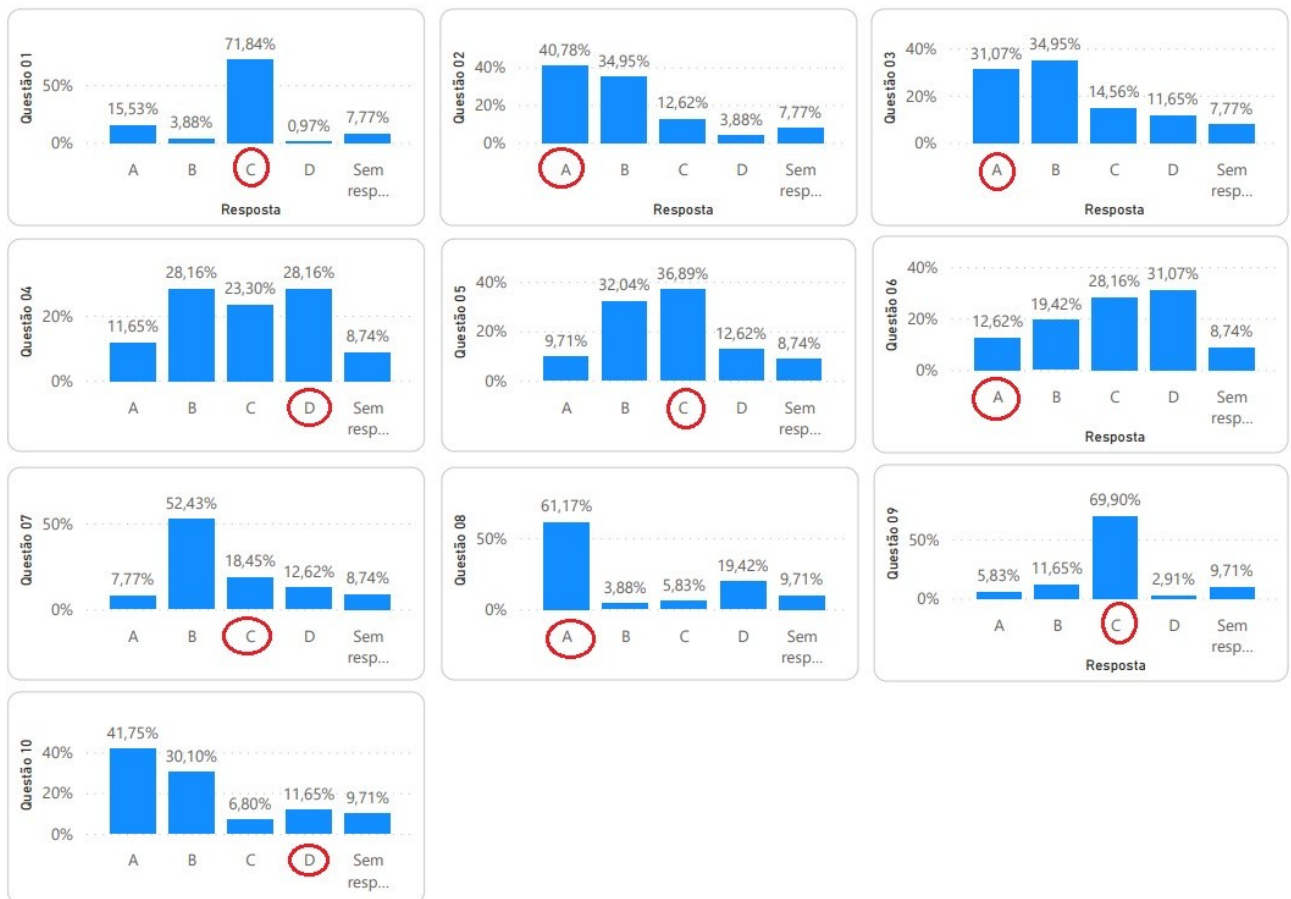 Questão 01
71,84%
50%
15,53%
3,88%
0,97%
7,77%
0%
A B C D Sem
resp...
Resposta
Questão 02
40,78%
40%
34,95%
20%
12,62%
3,88%
7,77%
0%
A B C D Sem
resp...
Resposta
Questão 03
40%
31,07%
34,95%
20%
14,56%
11,65%
7,77%
0%
A B C D Sem
resp...
Resposta
Questão 04
28,16%
23,30%
28,16%
20%
11,65%
8,74%
0%
A B C D Sem
resp...
Questão 05
40%
36,89%
32,04%
20%
9,71%
12,62%
8,74%
0%
A B C D Sem
resp...
Questão 06
40%
31,07%
28,16%
20%
12,62%
19,42%
8,74%
0%
A B C D Sem
resp...
Resposta
Questão 07
52,43%
50%
7,77%
18,45%
12,62%
8,74%
0%
A B C D Sem
resp...
Questão 08
61,17%
50%
3,88%
5,83%
19,42%
9,71%
0%
A B C D Sem
resp...
Questão 09
69,90%
50%
5,83%
11,65%
2,91%
9,71%
0%
A B C D Sem
resp...
Resposta
Questão 10
41,75%
40%
30,10%
20%
6,80%
11,65%
9,71%
0%
A B C D Sem
resp...